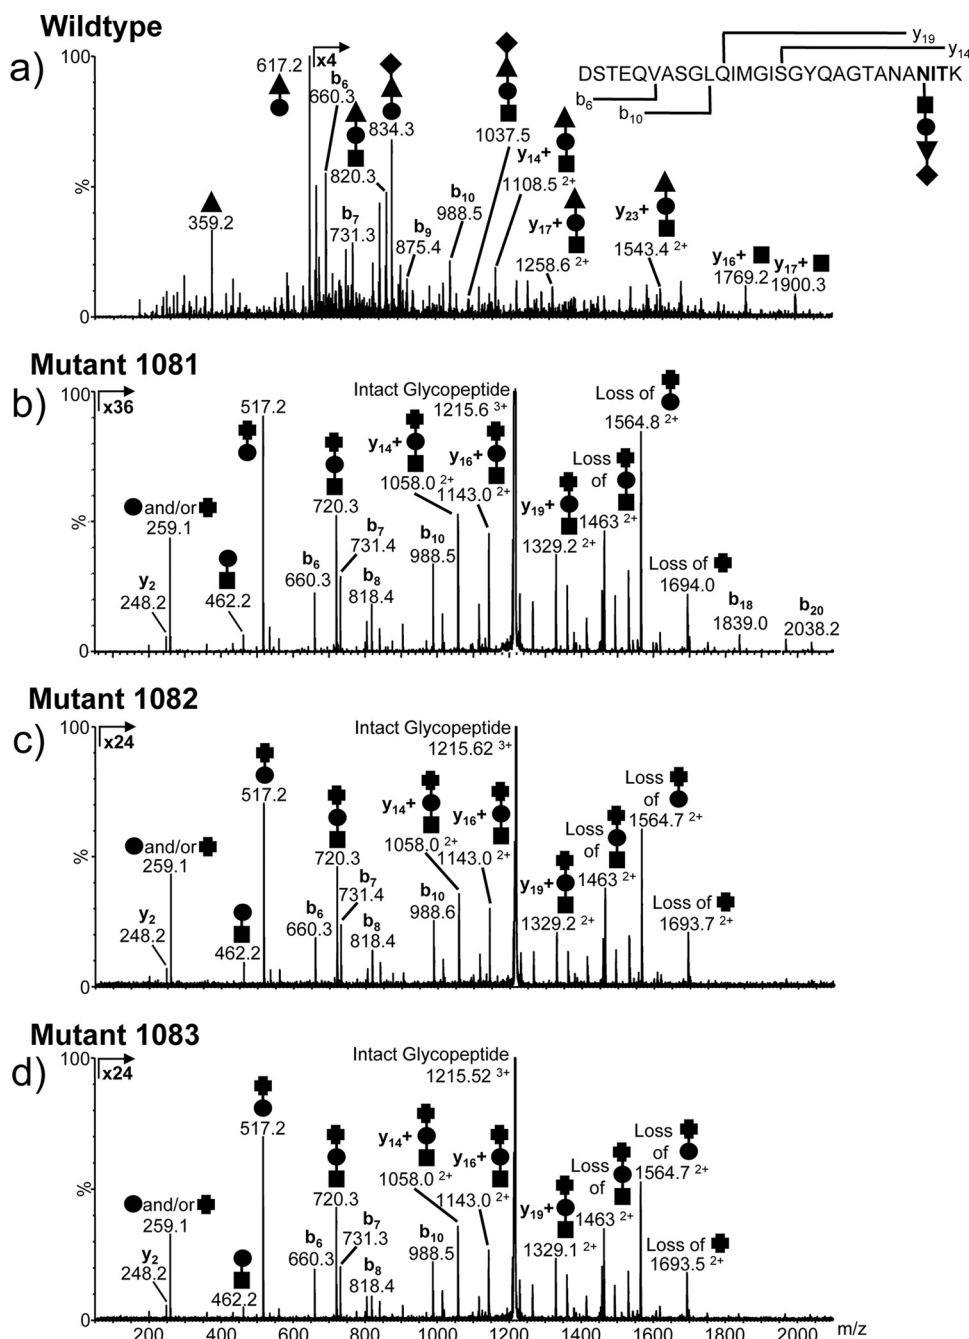 Wildtype
a)
100
%
0
x4
617.2
b6
660.3
834.3
820.3
359.2
b7
731.3
b9
875.4
b10
988.5
1037.5
y14+
1108.5 2+
y17+
1258.6 2+
y23+
1543.4 2+
y16+
1769.2
y17+
1900.3
y19
y14
DSTEQVASGLQIMGISGYQAGTANANITK
b6
b10
Mutant 1081
b)
100
%
0
x36
and/or
259.1
y2
248.2
462.2
517.2
b6
660.3
720.3
b7
731.4
b8
818.4
b10
988.5
Intact Glycopeptide
1215.6 3+
y14+
1058.0 2+
y16+
1143.0 2+
y19+
1329.2 2+
Loss
of
1463 2+
Loss of
1564.8 2+
Loss of
1694.0
b18
1839.0
b20
2038.2
Mutant 1082
c)
100
%
0
x24
and/or
259.1
y2
248.2
462.2
517.2
b6
660.3
720.3
b7
731.4
b8
818.4
b10
988.6
Intact Glycopeptide
1215.62 3+
y14+
1058.0 2+
y16+
1143.0 2+
y19+
1329.2 2+
Loss
of
1463 2+
Loss
of
1564.7 2+
Loss of
1693.7 2+
Mutant 1083
d)
100
%
0
x24
and/or
259.1
y2
248.2
462.2
517.2
b6
660.3
720.3
b7
731.3
b8
818.4
b10
988.5
Intact Glycopeptide
1215.52 3+
y14+
1058.0 2+
y16+
1143.0 2+
y19+
1329.1 2+
Loss
of
1463 2+
Loss
of
1564.7 2+
Loss of
1693.5 2+
200 400 600 800 1000 1200 1400 1600 1800 2000 m/z